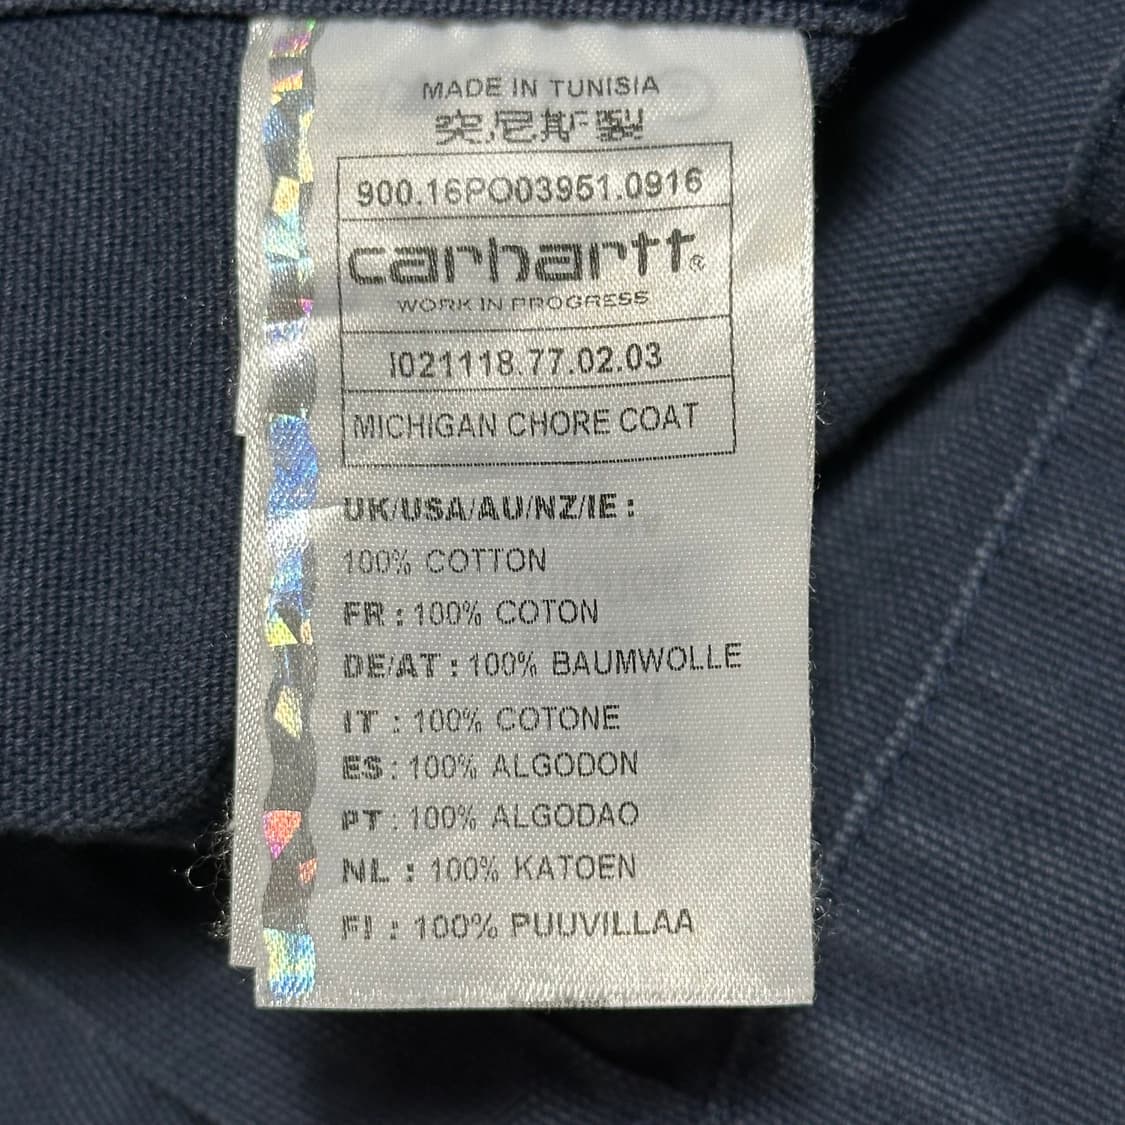 MADE IN TUNISIA
突尼斯製
900.16PO03951.0916
carhartt®
WORK IN PROGRESS
I021118.77.02.03
MICHIGAN CHORE COAT
UK/USA/AU/NZ/IE :
100% COTTON
FR : 100% COTON
DE/AT : 100% BAUMWOLLE
IT : 100% COTONE
ES : 100% ALGODON
PT : 100% ALGODAO
NL : 100% KATOEN
FI : 100% PUUVILLAA